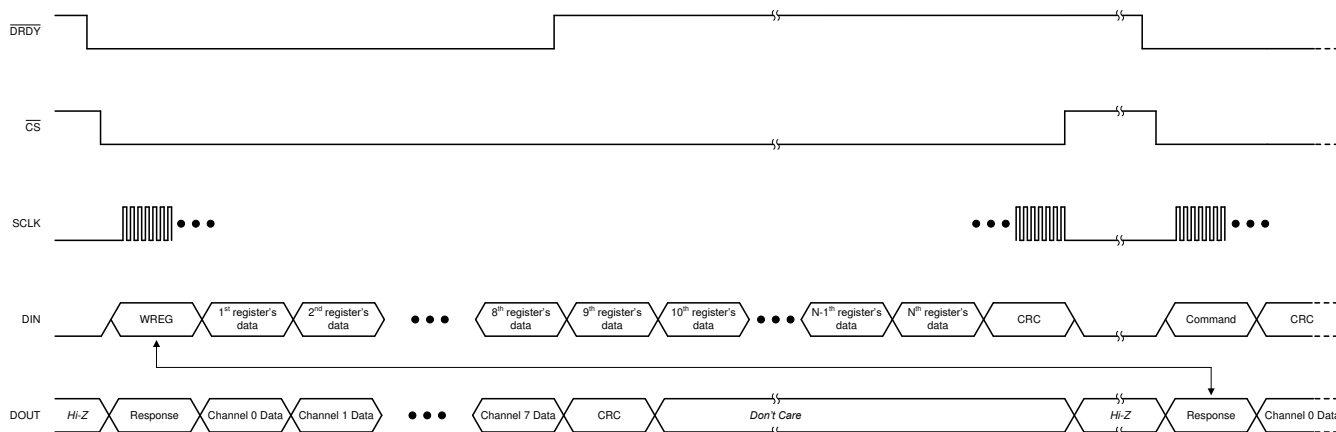 DRDY
CS
SCLK
DIN
WREG
1st register's
data
2nd register's
data
8th register's
data
9th register's
data
10th register's
data
N-1th register's
data
Nth register's
data
CRC
Command
CRC
DOUT
Hi-Z
Response
Channel 0 Data
Channel 1 Data
Channel 7 Data
CRC
Don't Care
Hi-Z
Response
Channel 0 Data